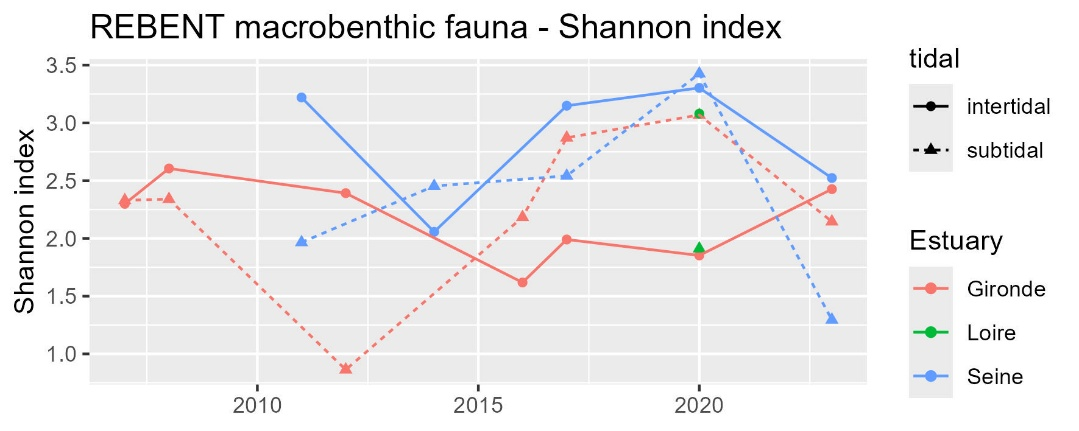 REBENT macrobenthic fauna - Shannon index
Shannon index
3.5
3.0
2.5
2.0
1.5
1.0
2010
2015
2020
tidal
intertidal
subtidal
Estuary
Gironde
Loire
Seine